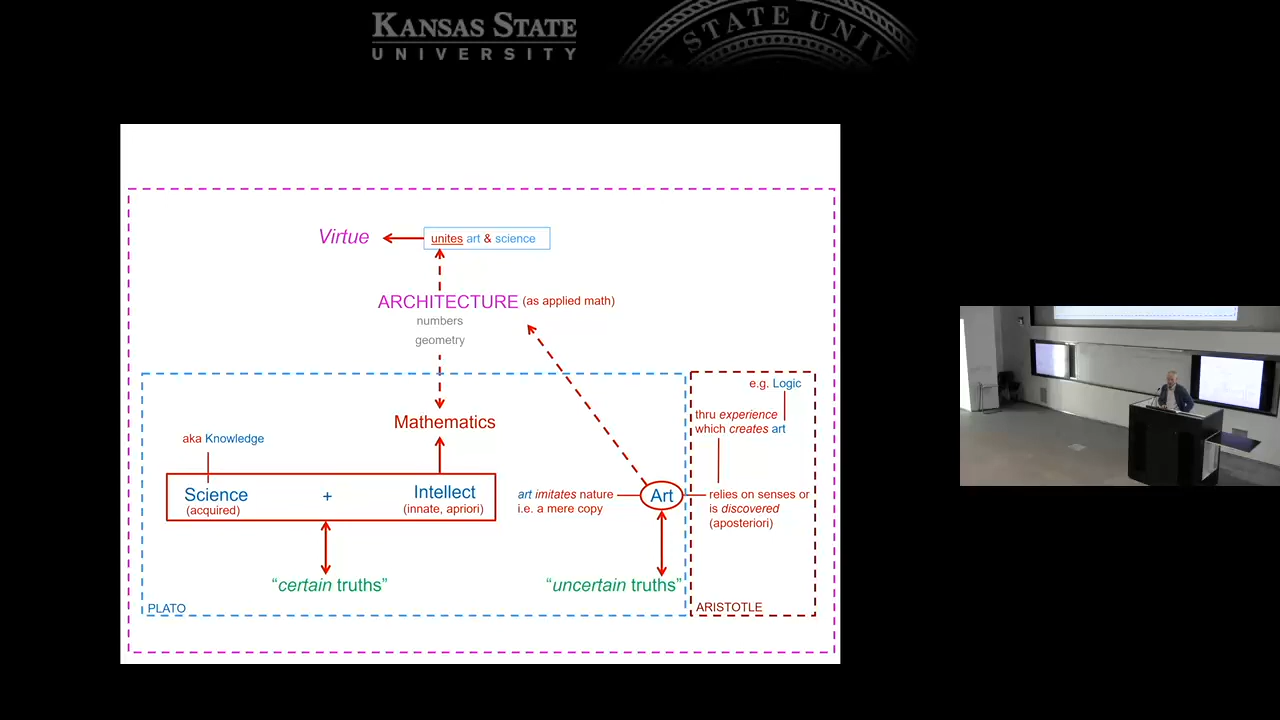 KANSAS STATE
UNIVERSITY
STATE UNIV
Virtue
unites art & science
ARCHITECTURE (as applied math)
numbers
geometry
e.g. Logic
thru experience
which creates art
Mathematics
aka Knowledge
Science
(acquired)
+
Intellect
(innate, apriori)
art imitates nature
i.e. a mere copy
Art
relies on senses or
is discovered
(aposteriori)
“certain truths”
“uncertain truths”
PLATO
ARISTOTLE